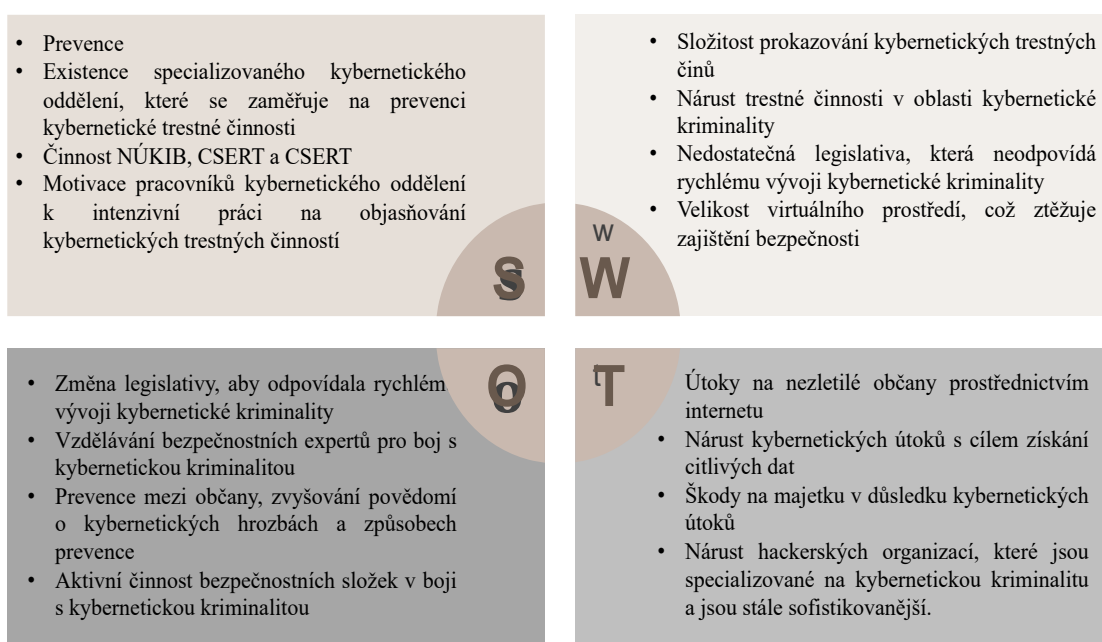 • Prevence
• Existence specializovaného kybernetického
oddělení, které se zaměřuje na prevenci
kybernetické trestné činnosti
• Činnost NÚKIB, CSERT a CSERT
• Motivace pracovníků kybernetického oddělení
k intenzivní práci na objasňování
kybernetických trestných činností
S
s
• Složitost prokazování kybernetických trestných
činů
• Nárust trestné činnosti v oblasti kybernetické
kriminality
• Nedostatečná legislativa, která neodpovídá
rychlému vývoji kybernetické kriminality
• Velikost virtuálního prostředí, což ztěžuje
zajištění bezpečnosti
w
W
• Změna legislativy, aby odpovídala rychlém
vývoji kybernetické kriminality
• Vzdělávání bezpečnostních expertů pro boj s
kybernetickou kriminalitou
• Prevence mezi občany, zvyšování povědomí
o kybernetických hrozbách a způsobech
prevence
• Aktivní činnost bezpečnostních složek v boji
s kybernetickou kriminalitou
O
o
t
T
Útoky na nezletilé občany prostřednictvím
internetu
• Nárust kybernetických útoků s cílem získání
citlivých dat
• Škody na majetku v důsledku kybernetických
útoků
• Nárust hackerských organizací, které jsou
specializované na kybernetickou kriminalitu
a jsou stále sofistikovanější.